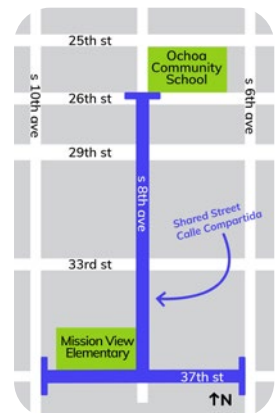 25th st
Ochoa
Community
School
26th st
s 10th ave
s 6th ave
29th st
s 8th ave
Shared Street
Calle Compartida
33rd st
Mission View
Elementary
37th st
N